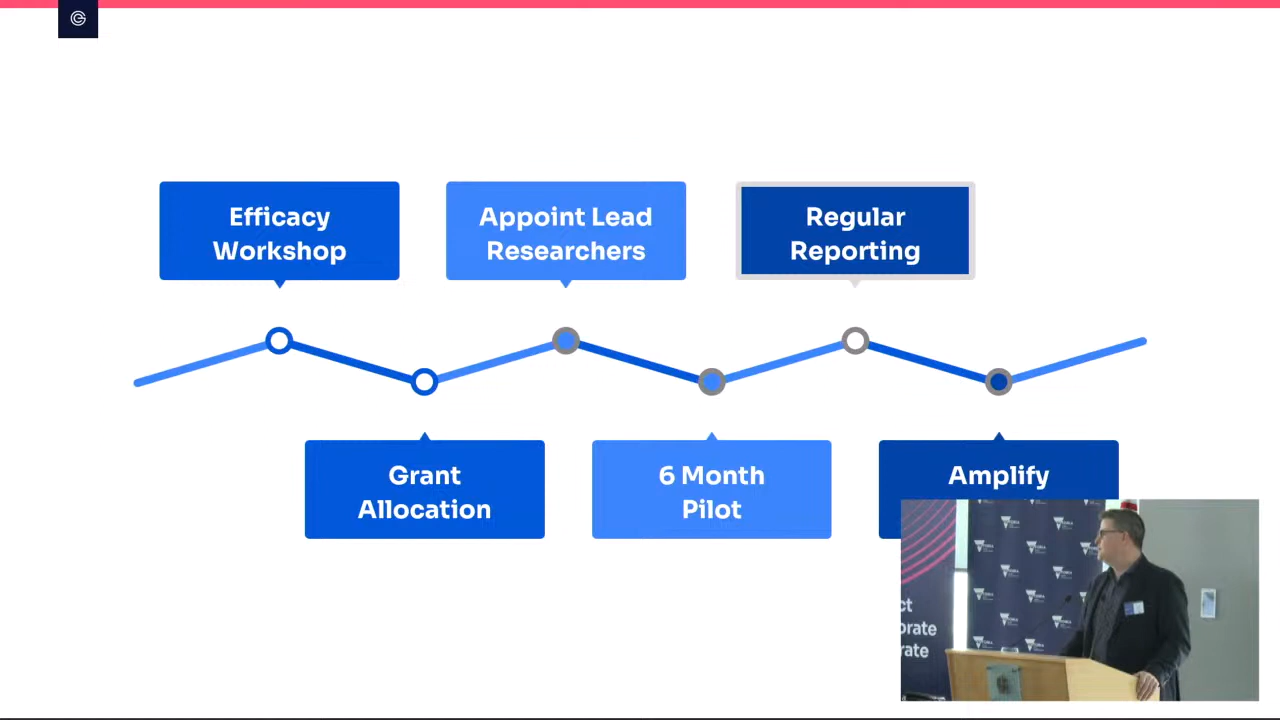 Efficacy
Workshop
Appoint Lead
Researchers
Regular
Reporting
Grant
Allocation
6 Month
Pilot
Amplify